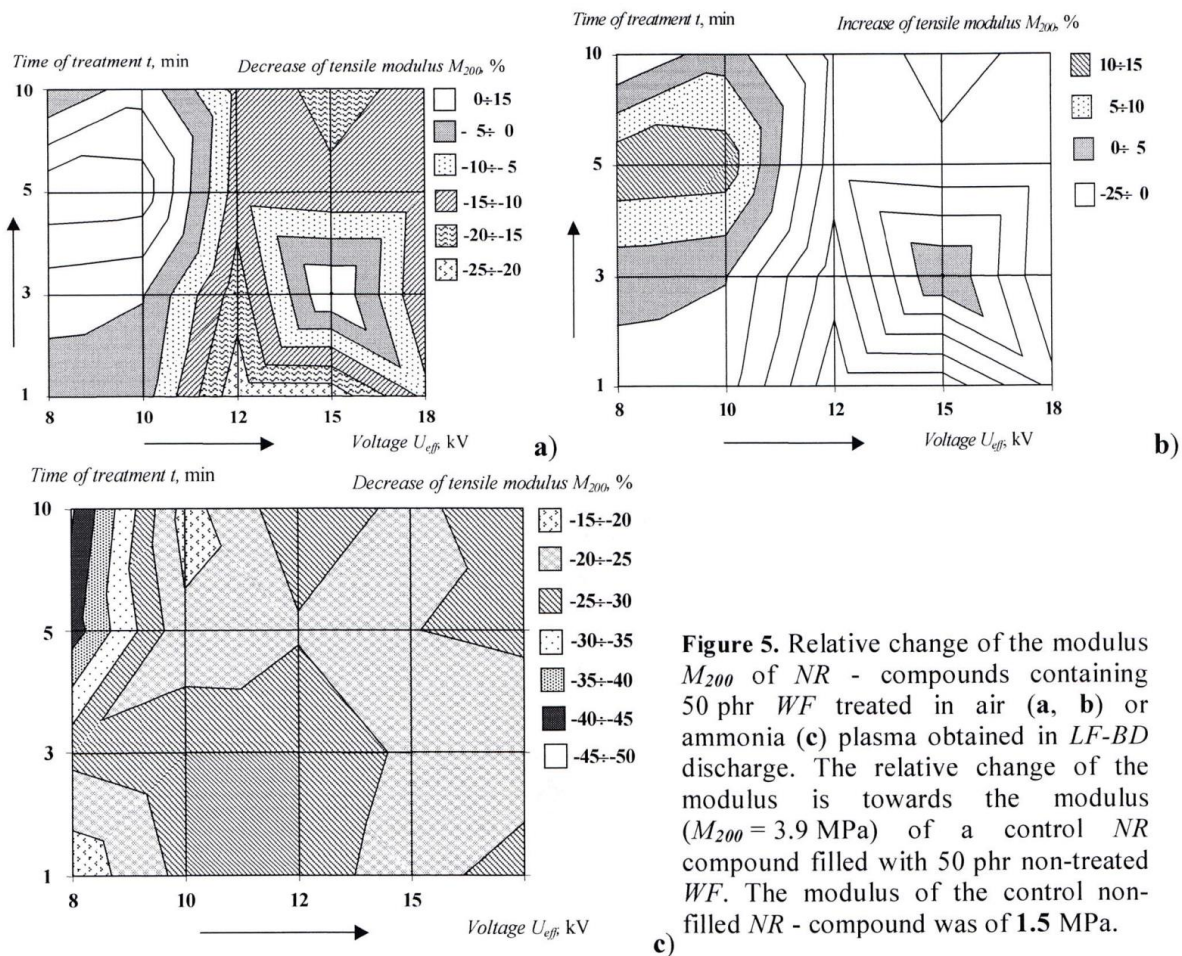 Time of treatment t, min
Decrease of tensile modulus M200, %
10
5
3
1
8
10
12
15
18
Voltage Ueff, kV
0÷15
- 5÷ 0
-10÷- 5
-15÷-10
-20÷-15
-25÷-20
a)
Time of treatment t, min
Increase of tensile modulus M200, %
10
5
3
1
8
10
12
15
18
Voltage Ueff, kV
10÷15
5÷10
0÷ 5
-25÷ 0
b)
Time of treatment t, min
Decrease of tensile modulus M200, %
10
5
3
1
8
10
12
15
Voltage Ueff, kV
-15÷-20
-20÷-25
-25÷-30
-30÷-35
-35÷-40
-40÷-45
-45÷-50
c)
Figure 5. Relative change of the modulus
M200 of NR - compounds containing
50 phr WF treated in air (a, b) or
ammonia (c) plasma obtained in LF-BD
discharge. The relative change of the
modulus is towards the modulus
(M200 = 3.9 MPa) of a control NR
compound filled with 50 phr non-treated
WF. The modulus of the control non-
filled NR - compound was of 1.5 MPa.